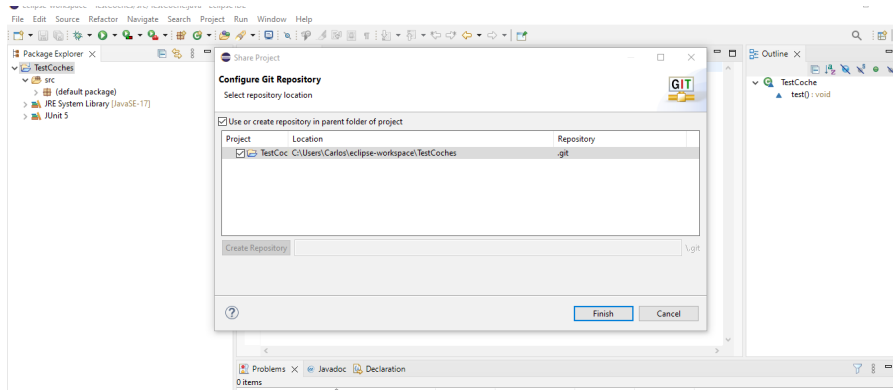 File Edit Source Refactor Navigate Search Project Run Window Help
Package Explorer
TestCoches
src
(default package)
JRE System Library [JavaSE-17]
JUnit 5
Share Project
Configure Git Repository
Select repository location
GIT
Use or create repository in parent folder of project
Project Location Repository
TestCoc C:\Users\Carlos\eclipse-workspace\TestCoches .git
Create Repository \.git
Finish Cancel
Outline
TestCoche
test() : void
Problems Javadoc Declaration
0 items